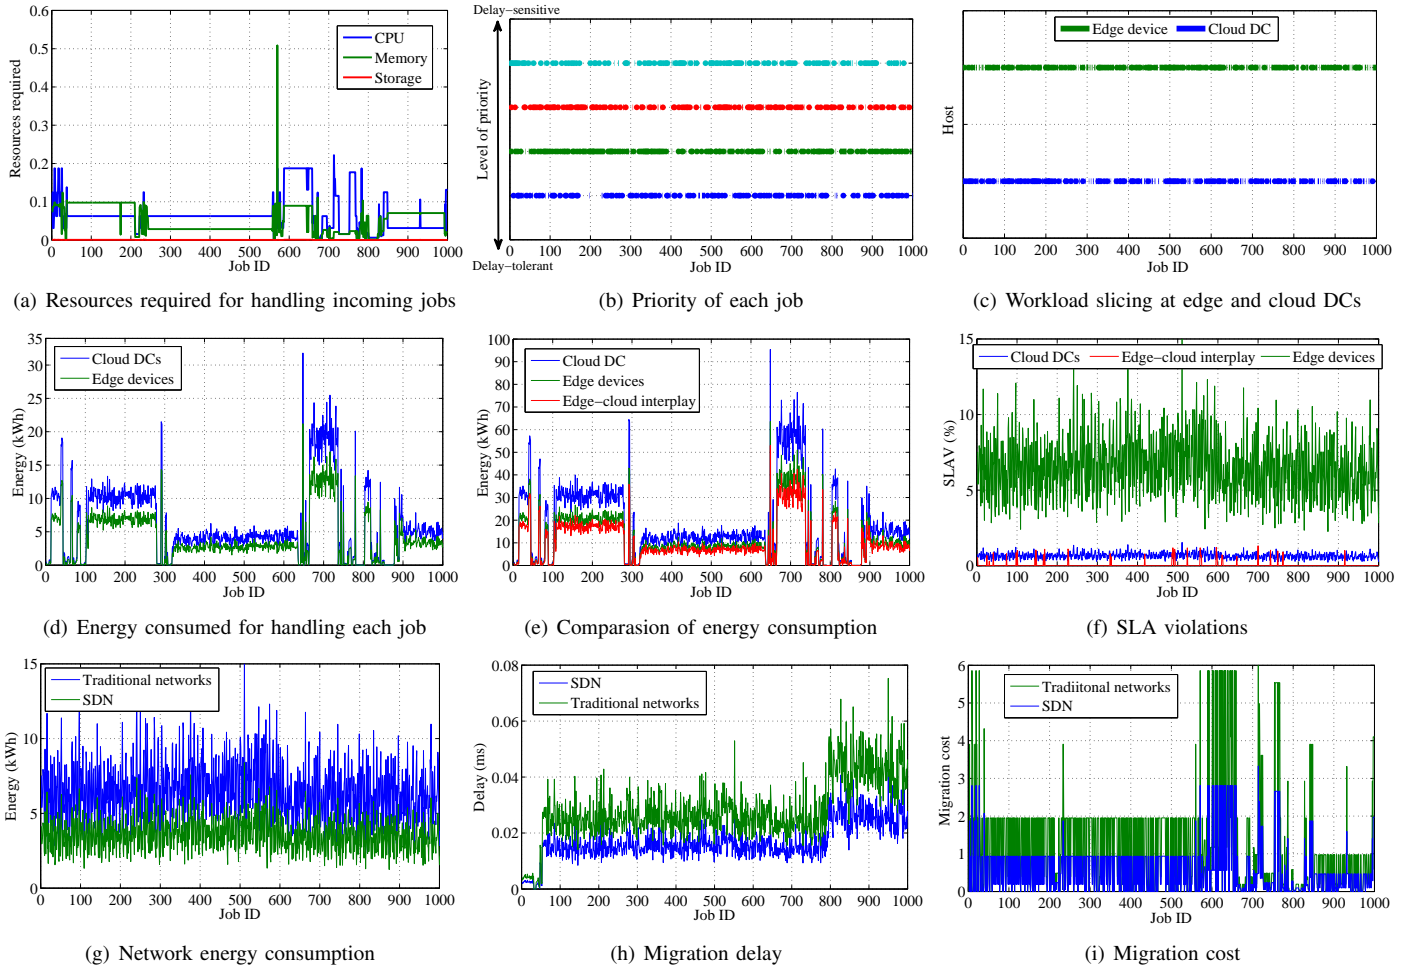 0.6
0.5
0.4
0.3
0.2
0.1
0
Resources required
CPU
Memory
Storage
0 100 200 300 400 500 600 700 800 900 1000
Job ID
(a) Resources required for handling incoming jobs
Delay−sensitive
Level of priority
Delay−tolerant
0 100 200 300 400 500 600 700 800 900 1000
Job ID
(b) Priority of each job
Edge device Cloud DC
Host
0 100 200 300 400 500 600 700 800 900 1000
Job ID
(c) Workload slicing at edge and cloud DCs
35
30
25
20
15
10
5
0
Energy (kWh)
Cloud DCs
Edge devices
0 100 200 300 400 500 600 700 800 900 1000
Job ID
(d) Energy consumed for handling each job
100
90
80
70
60
50
40
30
20
10
0
Energy (kWh)
Cloud DC
Edge devices
Edge−cloud interplay
0 100 200 300 400 500 600 700 800 900 1000
Job ID
(e) Comparasion of energy consumption
15
10
5
0
SLAV (%)
Cloud DCs Edge−cloud interplay Edge devices
0 100 200 300 400 500 600 700 800 900 1000
Job ID
(f) SLA violations
15
10
5
0
Energy (kWh)
Traditional networks
SDN
0 100 200 300 400 500 600 700 800 900 1000
Job ID
(g) Network energy consumption
0.08
0.06
0.04
0.02
0
Delay (ms)
SDN
Traditional networks
0 100 200 300 400 500 600 700 800 900 1000
Job ID
(h) Migration delay
6
5
4
3
2
1
0
Migration cost
Tradiitonal networks
SDN
0 100 200 300 400 500 600 700 800 900 1000
Job ID
(i) Migration cost